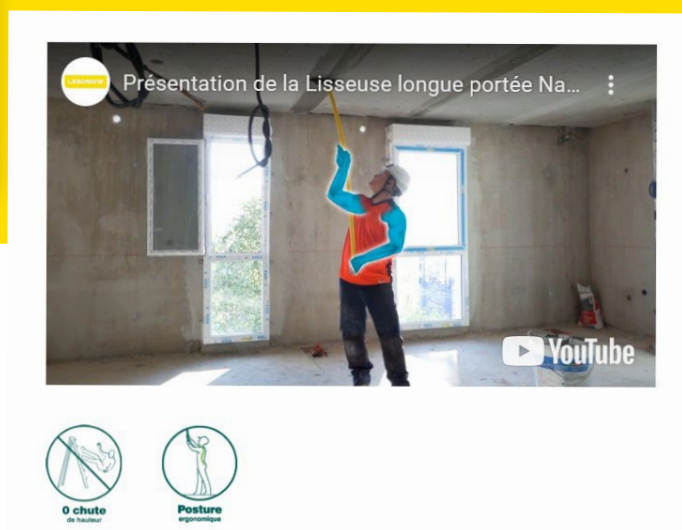 Présentation de la Lisseuse longue portée Na...
YouTube
0 chute
de hauteur
Posture
ergonomique